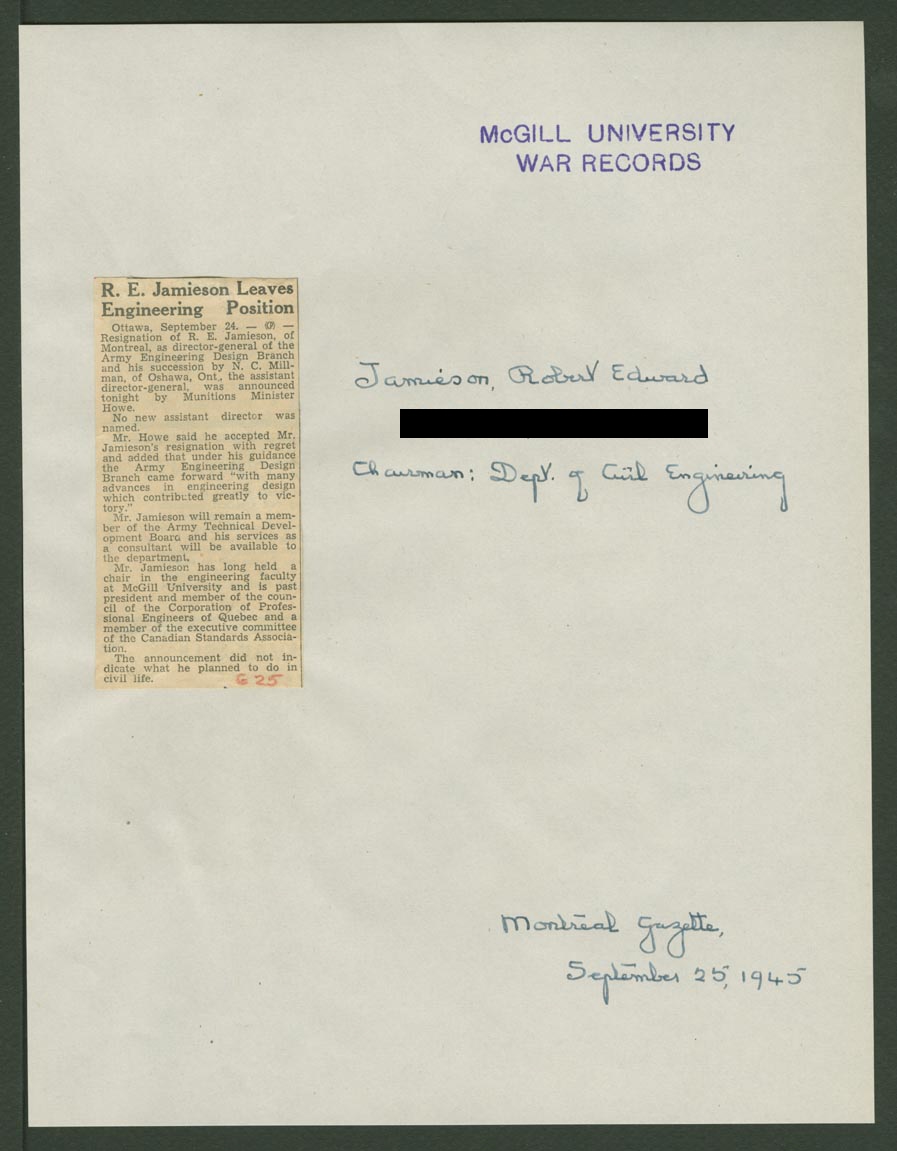 McGILL UNIVERSITY
WAR RECORDS
R. E. Jamieson Leaves
Engineering Position
Ottawa, September 24. — (CP) —
Resignation of R. E. Jamieson, of
Montreal, as director-general of the
Army Engineering Design Branch
and his succession by N. C. Mill-
man, of Oshawa, Ont., the assistant
director-general, was announced
tonight by Munitions Minister
Howe.
No new assistant director was
named.
Mr. Howe said he accepted Mr.
Jamieson's resignation with regret
and added that under his guidance
the Army Engineering Design
Branch came forward "with many
advances in engineering design
which contributed greatly to vic-
tory."
Mr. Jamieson will remain a mem-
ber of the Army Technical Devel-
opment Board and his services as
a consultant will be available to
the department.
Mr. Jamieson has long held a
chair in the engineering faculty
at McGill University and is past
president and member of the coun-
cil of the Corporation of Profes-
sional Engineers of Quebec and a
member of the executive committee
of the Canadian Standards Associa-
tion.
The announcement did not in-
dicate what he planned to do in
civil life.
G 25
Jamieson, Robert Edward
Chairman: Dept. of Civil Engineering
Montreal Gazette,
September 25, 1945